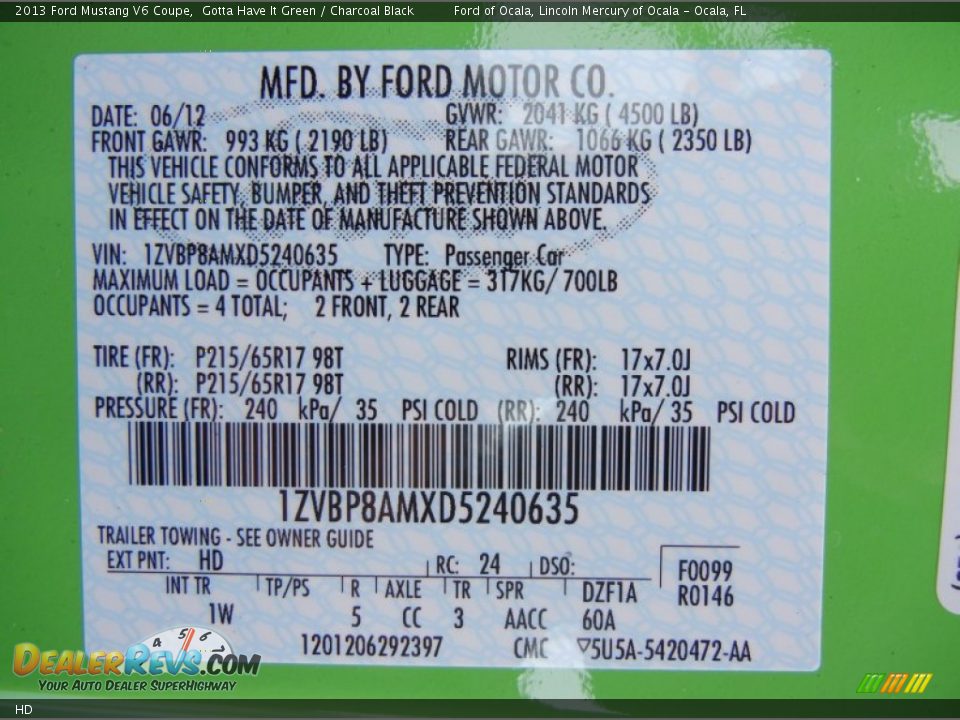 2013 Ford Mustang V6 Coupe,  Gotta Have It Green / Charcoal Black          Ford of Ocala, Lincoln Mercury of Ocala - Ocala, FL
MFD. BY FORD MOTOR CO.
DATE: 06/12          GVWR: 2041 KG ( 4500 LB)
FRONT GAWR: 993 KG ( 2190 LB)          REAR GAWR: 1066 KG ( 2350 LB)
THIS VEHICLE CONFORMS TO ALL APPLICABLE FEDERAL MOTOR
VEHICLE SAFETY, BUMPER, AND THEFT PREVENTION STANDARDS
IN EFFECT ON THE DATE OF MANUFACTURE SHOWN ABOVE.
VIN: 1ZVBP8AMXD5240635     TYPE: Passenger Car
MAXIMUM LOAD = OCCUPANTS + LUGGAGE = 317KG/ 700LB
OCCUPANTS = 4 TOTAL;   2 FRONT, 2 REAR
TIRE (FR): P215/65R17 98T          RIMS (FR): 17x7.0J
(RR): P215/65R17 98T          (RR): 17x7.0J
PRESSURE (FR): 240 kPa/ 35 PSI COLD (RR): 240 kPa/ 35 PSI COLD
1ZVBP8AMXD5240635
TRAILER TOWING - SEE OWNER GUIDE
EXT PNT: HD          RC: 24     DSO:     F0099
INT TR   TP/PS   R   AXLE   TR   SPR   DZF1A   R0146
1W   5   CC   3   AACC   60A
1201206292397     CMC   ▽5U5A-5420472-AA
4 5 6
DealerRevs.com
Your Auto Dealer SuperHighway
HD